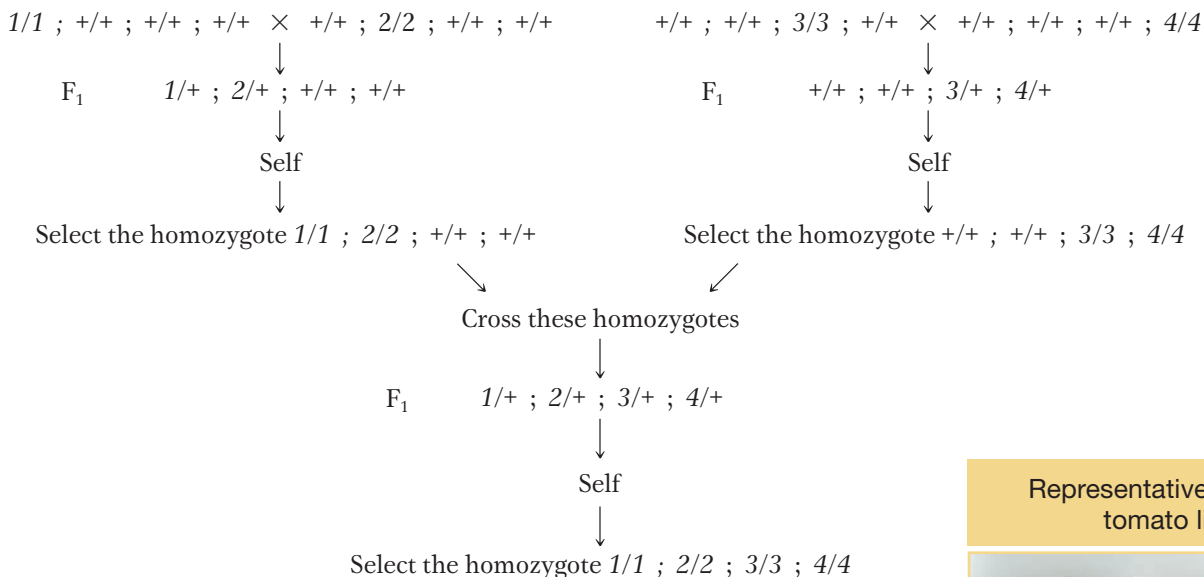 1/1 ; +/+ ; +/+ ; +/+ × +/+ ; 2/2 ; +/+ ; +/+
+/+ ; +/+ ; 3/3 ; +/+ × +/+ ; +/+ ; +/+ ; 4/4
F₁ 1/+ ; 2/+ ; +/+ ; +/+
F₁ +/+ ; +/+ ; 3/+ ; 4/+
Self
Self
Select the homozygote 1/1 ; 2/2 ; +/+ ; +/+
Select the homozygote +/+ ; +/+ ; 3/3 ; 4/4
Cross these homozygotes
F₁ 1/+ ; 2/+ ; 3/+ ; 4/+
Self
Representative
tomato l
Select the homozygote 1/1 ; 2/2 ; 3/3 ; 4/4